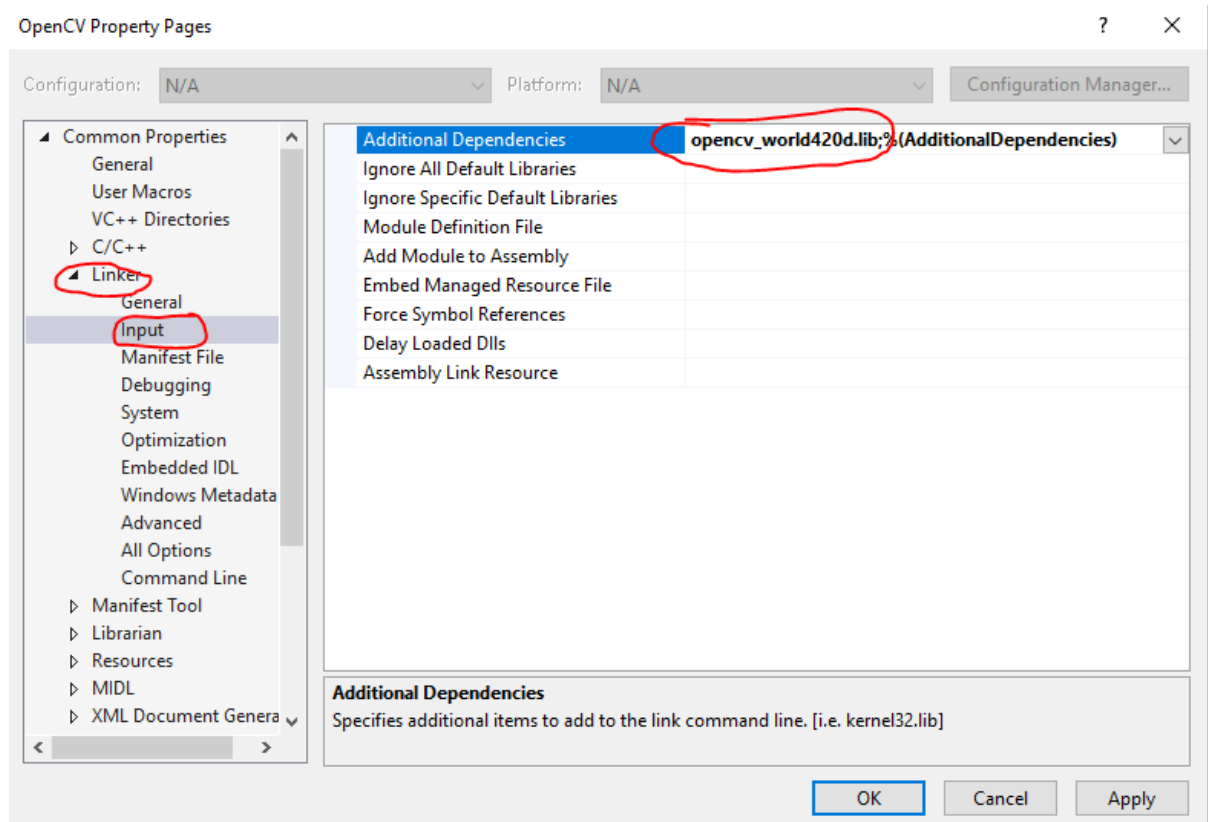 OpenCV Property Pages
?
Configuration: N/A Platform: N/A Configuration Manager...
Common Properties
General
User Macros
VC++ Directories
C/C++
Linker
General
Input
Manifest File
Debugging
System
Optimization
Embedded IDL
Windows Metadata
Advanced
All Options
Command Line
Manifest Tool
Librarian
Resources
MIDL
XML Document Genera
Additional Dependencies opencv_world420d.lib;%(AdditionalDependencies)
Ignore All Default Libraries
Ignore Specific Default Libraries
Module Definition File
Add Module to Assembly
Embed Managed Resource File
Force Symbol References
Delay Loaded Dlls
Assembly Link Resource
Additional Dependencies
Specifies additional items to add to the link command line. [i.e. kernel32.lib]
OK Cancel Apply